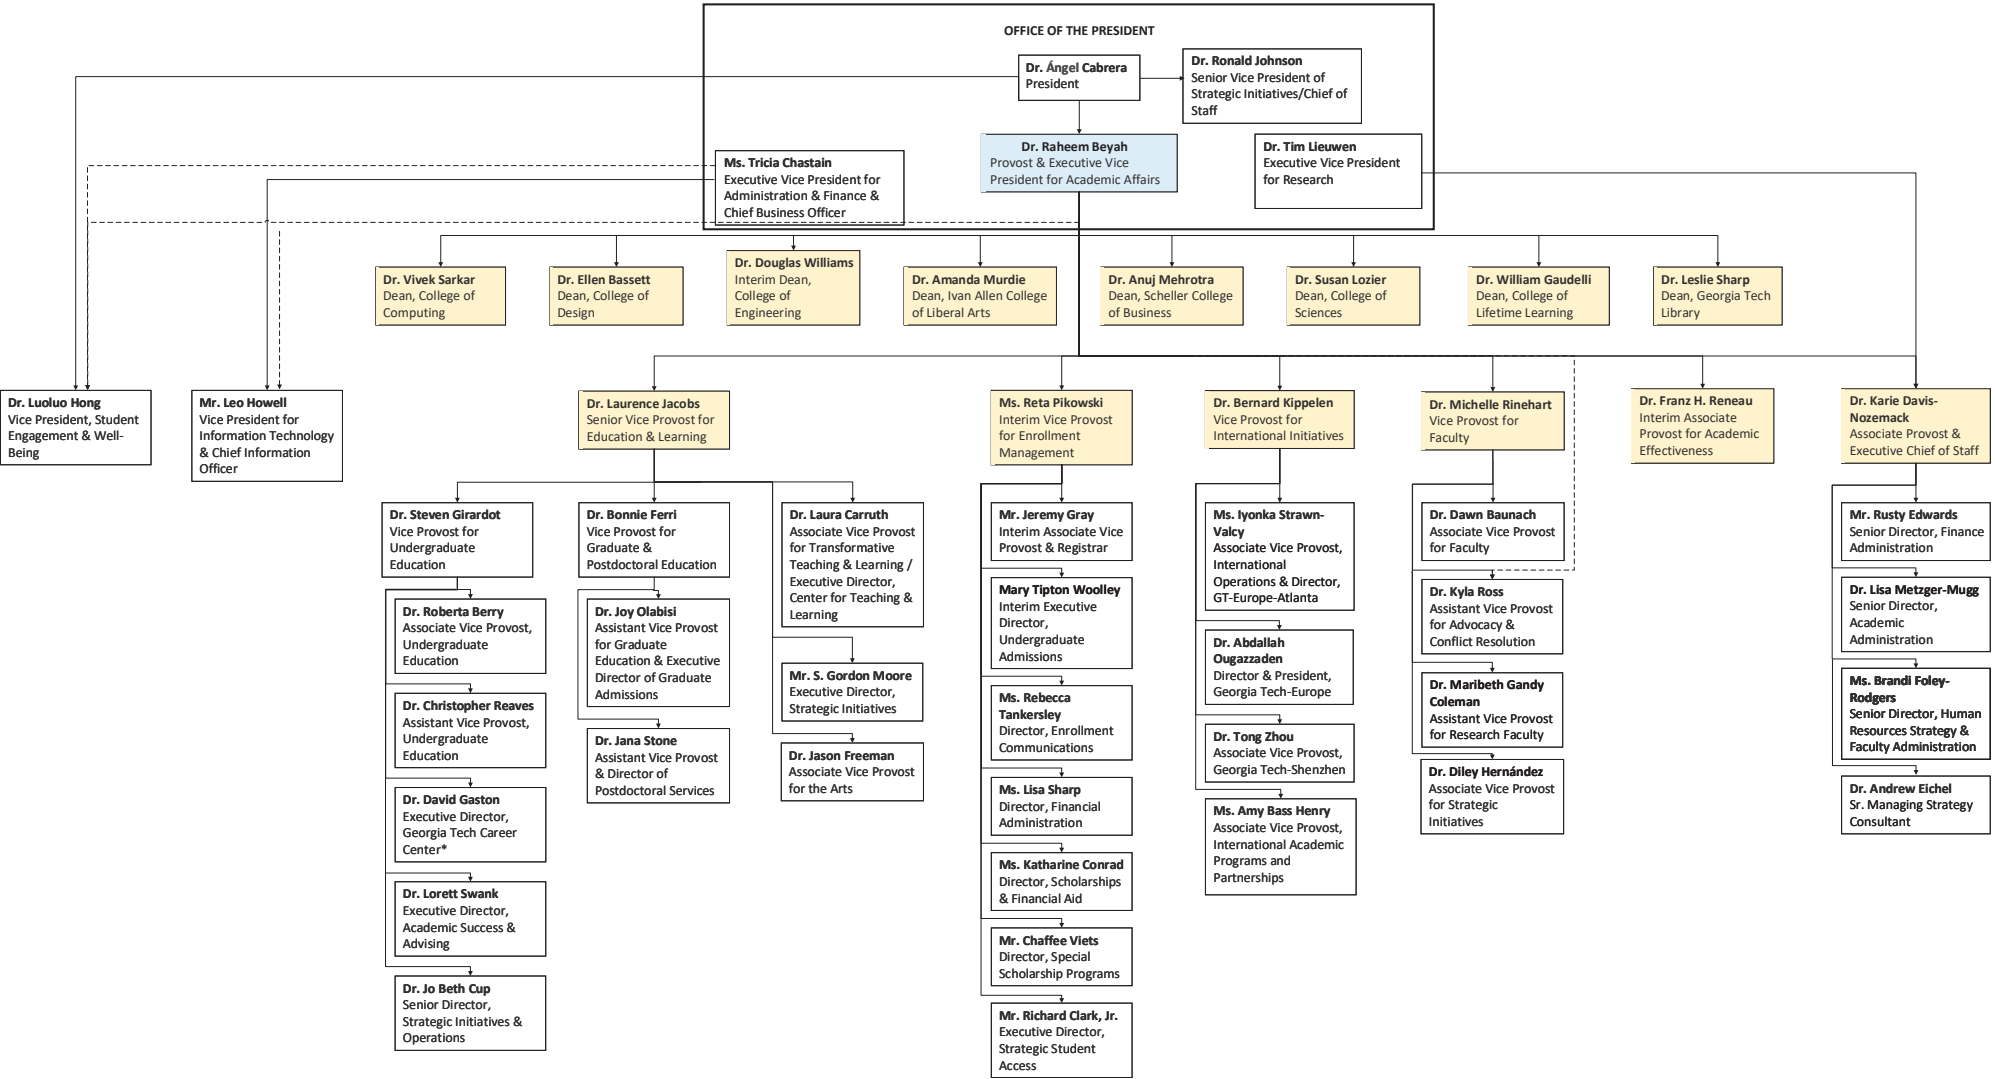 OFFICE OF THE PRESIDENT
Dr. Ángel Cabrera
President
Dr. Ronald Johnson
Senior Vice President of
Strategic Initiatives/Chief of
Staff
Ms. Tricia Chastain
Executive Vice President for
Administration & Finance &
Chief Business Officer
Dr. Raheem Beyah
Provost & Executive Vice
President for Academic Affairs
Dr. Tim Lieuwen
Executive Vice President
for Research
Dr. Vivek Sarkar
Dean, College of
Computing
Dr. Ellen Bassett
Dean, College of
Design
Dr. Douglas Williams
Interim Dean,
College of
Engineering
Dr. Amanda Murdie
Dean, Ivan Allen College
of Liberal Arts
Dr. Anuj Mehrotra
Dean, Scheller College
of Business
Dr. Susan Lozier
Dean, College of
Sciences
Dr. William Gaudelli
Dean, College of
Lifetime Learning
Dr. Leslie Sharp
Dean, Georgia Tech
Library
Dr. Luoluo Hong
Vice President, Student
Engagement & Well-
Being
Mr. Leo Howell
Vice President for
Information Technology
& Chief Information
Officer
Dr. Laurence Jacobs
Senior Vice Provost for
Education & Learning
Ms. Reta Pikowski
Interim Vice Provost
for Enrollment
Management
Dr. Bernard Kippelen
Vice Provost for
International Initiatives
Dr. Michelle Rinehart
Vice Provost for
Faculty
Dr. Franz H. Reneau
Interim Associate
Provost for Academic
Effectiveness
Dr. Karie Davis-
Nozemack
Associate Provost &
Executive Chief of Staff
Dr. Steven Girardot
Vice Provost for
Undergraduate
Education
Dr. Roberta Berry
Associate Vice Provost,
Undergraduate
Education
Dr. Christopher Reaves
Assistant Vice Provost,
Undergraduate
Education
Dr. David Gaston
Executive Director,
Georgia Tech Career
Center*
Dr. Lorett Swank
Executive Director,
Academic Success &
Advising
Dr. Jo Beth Cup
Senior Director,
Strategic Initiatives &
Operations
Dr. Bonnie Ferri
Vice Provost for
Graduate &
Postdoctoral Education
Dr. Joy Olabisi
Assistant Vice Provost
for Graduate
Education & Executive
Director of Graduate
Admissions
Dr. Jana Stone
Assistant Vice Provost
& Director of
Postdoctoral Services
Dr. Laura Carruth
Associate Vice Provost
for Transformative
Teaching & Learning /
Executive Director,
Center for Teaching &
Learning
Mr. S. Gordon Moore
Executive Director,
Strategic Initiatives
Dr. Jason Freeman
Associate Vice Provost
for the Arts
Mr. Jeremy Gray
Interim Associate Vice
Provost & Registrar
Mary Tipton Woolley
Interim Executive
Director,
Undergraduate
Admissions
Ms. Rebecca
Tankersley
Director, Enrollment
Communications
Ms. Lisa Sharp
Director, Financial
Administration
Ms. Katharine Conrad
Director, Scholarships
& Financial Aid
Mr. Chaffee Viets
Director, Special
Scholarship Programs
Mr. Richard Clark, Jr.
Executive Director,
Strategic Student
Access
Ms. Iyonka Strawn-
Valcy
Associate Vice Provost,
International
Operations & Director,
GT-Europe-Atlanta
Dr. Abdallah
Ougazzaden
Director & President,
Georgia Tech-Europe
Dr. Tong Zhou
Associate Vice Provost,
Georgia Tech-Shenzhen
Ms. Amy Bass Henry
Associate Vice Provost,
International Academic
Programs and
Partnerships
Dr. Dawn Baunach
Associate Vice Provost
for Faculty
Dr. Kyla Ross
Assistant Vice Provost
for Advocacy &
Conflict Resolution
Dr. Maribeth Gandy
Coleman
Assistant Vice Provost
for Research Faculty
Dr. Diley Hernández
Associate Vice Provost
for Strategic
Initiatives
Mr. Rusty Edwards
Senior Director, Finance
Administration
Dr. Lisa Metzger-Mugg
Senior Director,
Academic
Administration
Ms. Brandi Foley-
Rodgers
Senior Director, Human
Resources Strategy &
Faculty Administration
Dr. Andrew Eichel
Sr. Managing Strategy
Consultant